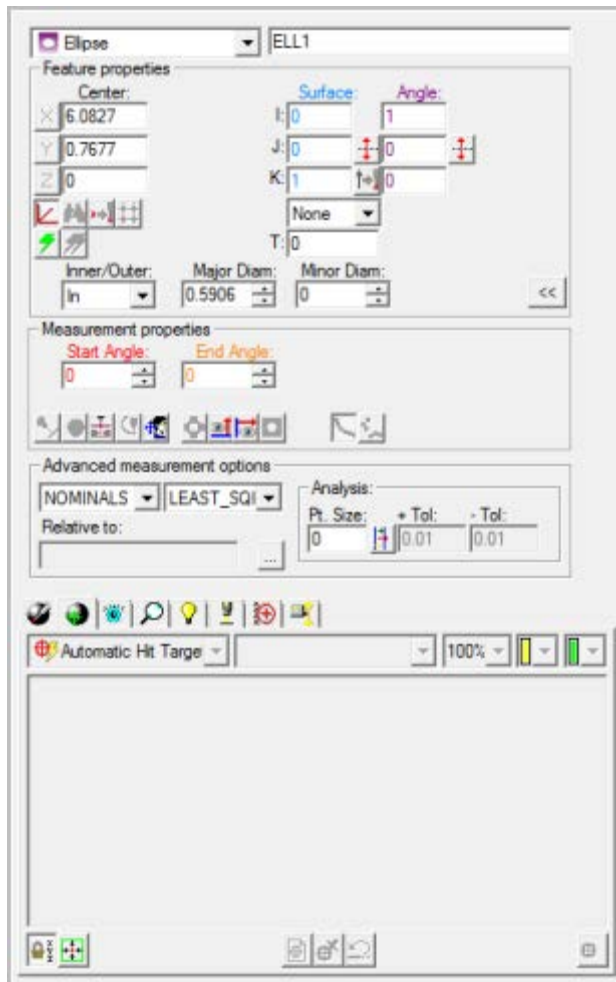 Ellipse ELL1
Feature properties
Center: Surface: Angle:
X 6.0827 I: 0 1
Y 0.7677 J: 0 0
Z 0 K: 1 0
None
T: 0
Inner/Outer: Major Diam: Minor Diam:
In 0.5906 0 <<
Measurement properties
Start Angle: End Angle:
0 0
Advanced measurement options
NOMINALS LEAST_SQI Analysis:
Pt. Size: + Tol: - Tol:
Relative to: 0 0.01 0.01
...
Automatic Hit Targe 100%